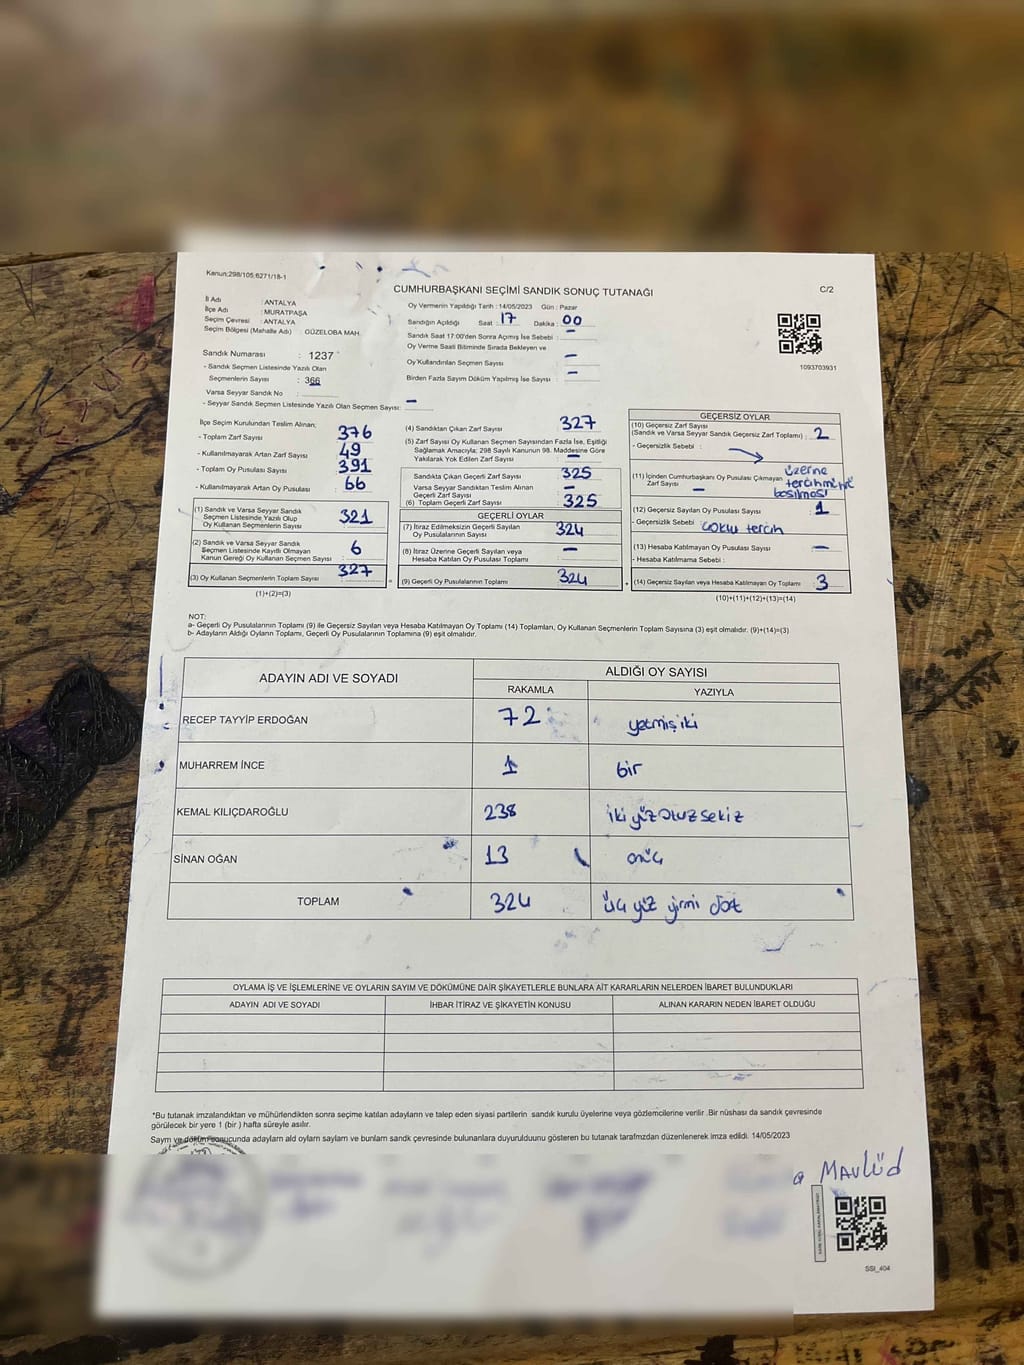 Kanun:298/105;6271/18-1
CUMHURBAŞKANI SEÇİMİ SANDIK SONUÇ TUTANAĞI
C/2
İl Adı : ANTALYA
İlçe Adı : MURATPAŞA
Seçim Çevresi : ANTALYA
Seçim Bölgesi (Mahalle Adı) : GÜZELOBA MAH.
Oy Vermenin Yapıldığı Tarih : 14/05/2023 Gün : Pazar
Sandığın Açıldığı Saat : 17 Dakika : 00
Sandık Saat 17:00'den Sonra Açımış İse Sebebi : –
Oy Verme Saati Bitiminde Sırada Bekleyen ve
Oy Kullandırılan Seçmen Sayısı : –
Birden Fazla Sayım Döküm Yapılmış İse Sayısı : –
1093703931
Sandık Numarası : 1237
- Sandık Seçmen Listesinde Yazılı Olan
Seçmenlerin Sayısı : 366
Varsa Seyyar Sandık No :
- Seyyar Sandık Seçmen Listesinde Yazılı Olan Seçmen Sayısı: –
İlçe Seçim Kurulundan Teslim Alınan;
- Toplam Zarf Sayısı : 376
- Kullanılmayarak Artan Zarf Sayısı : 49
- Toplam Oy Pusulası Sayısı : 391
- Kullanılmayarak Artan Oy Pusulası : 66
(1) Sandık ve Varsa Seyyar Sandık
Seçmen Listesinde Yazılı Olup
Oy Kullanan Seçmenlerin Sayısı : 321
(2) Sandık ve Varsa Seyyar Sandık
Seçmen Listesinde Kayıtlı Olmayan
Kanun Gereği Oy Kullanan Seçmen Sayısı : 6
(3) Oy Kullanan Seçmenlerin Toplam Sayısı : 327
(1)+(2)=(3)
(4) Sandıktan Çıkan Zarf Sayısı : 327
(5) Zarf Sayısı Oy Kullanan Seçmen Sayısından Fazla İse, Eşitliği
Sağlamak Amacıyla; 298 Sayılı Kanunun 98. Maddesine Göre
Yakılarak Yok Edilen Zarf Sayısı : –
Sandıkta Çıkan Geçerli Zarf Sayısı : 325
Varsa Seyyar Sandıktan Teslim Alınan
Geçerli Zarf Sayısı : –
(6) Toplam Geçerli Zarf Sayısı : 325
GEÇERLİ OYLAR
(7) İtiraz Edilmeksizin Geçerli Sayılan
Oy Pusulalarının Sayısı : 324
(8) İtiraz Üzerine Geçerli Sayılan veya
Hesaba Katılan Oy Pusulası Toplamı : –
(9) Geçerli Oy Pusulalarının Toplamı : 324
GEÇERSİZ OYLAR
(10) Geçersiz Zarf Sayısı
(Sandık ve Varsa Seyyar Sandık Geçersiz Zarf Toplamı) : 2
- Geçersizlik Sebebi :
üzerine
(11) İçinden Cumhurbaşkanı Oy Pusulası Çıkmayan
Zarf Sayısı : –
basılması
(12) Geçersiz Sayılan Oy Pusulası Sayısı : 1
- Geçersizlik Sebebi : çoklu tercih
(13) Hesaba Katılmayan Oy Pusulası Sayısı : –
- Hesaba Katılmama Sebebi :
(14) Geçersiz Sayılan veya Hesaba Katılmayan Oy Toplamı : 3
(10)+(11)+(12)+(13)=(14)
NOT:
a- Geçerli Oy Pusulalarının Toplamı (9) ile Geçersiz Sayılan veya Hesaba Katılmayan Oy Toplamı (14) Toplamları, Oy Kullanan Seçmenlerin Toplam Sayısına (3) eşit olmalıdır. (9)+(14)=(3)
b- Adayların Aldığı Oyların Toplamı, Geçerli Oy Pusulalarının Toplamına (9) eşit olmalıdır.
ADAYIN ADI VE SOYADI
ALDIĞI OY SAYISI
RAKAMLA YAZIYLA
RECEP TAYYİP ERDOĞAN 72 yetmiş iki
MUHARREM İNCE 1 bir
KEMAL KILIÇDAROĞLU 238 iki yüz otuz sekiz
SİNAN OĞAN 13 onüç
TOPLAM 324 üç yüz yirmi dört
OYLAMA İŞ VE İŞLEMLERİNE VE OYLARIN SAYIM VE DÖKÜMÜNE DAİR ŞİKAYETLERLE BUNLARA AİT KARARLARIN NELERDEN İBARET BULUNDUKLARI
ADAYIN ADI VE SOYADI İHBAR İTİRAZ VE ŞİKAYETİN KONUSU ALINAN KARARIN NEDEN İBARET OLDUĞU
*Bu tutanak imzalandıktan ve mühürlendikten sonra seçime katılan adayların ve talep eden siyasi partilerin sandık kurulu üyelerine veya gözlemcilerine verilir .Bir nüshası da sandık çevresinde
görülecek bir yere 1 (bir ) hafta süreyle asılır.
Sayım ve döküm sonucunda adayların ald oyların sayları ve bunların sandk çevresinde bulunanlara duyurulduunu gösteren bu tutanak tarafmzdan düzenlenerek imza edildi. 14/05/2023
Mavlüd
SSI_404